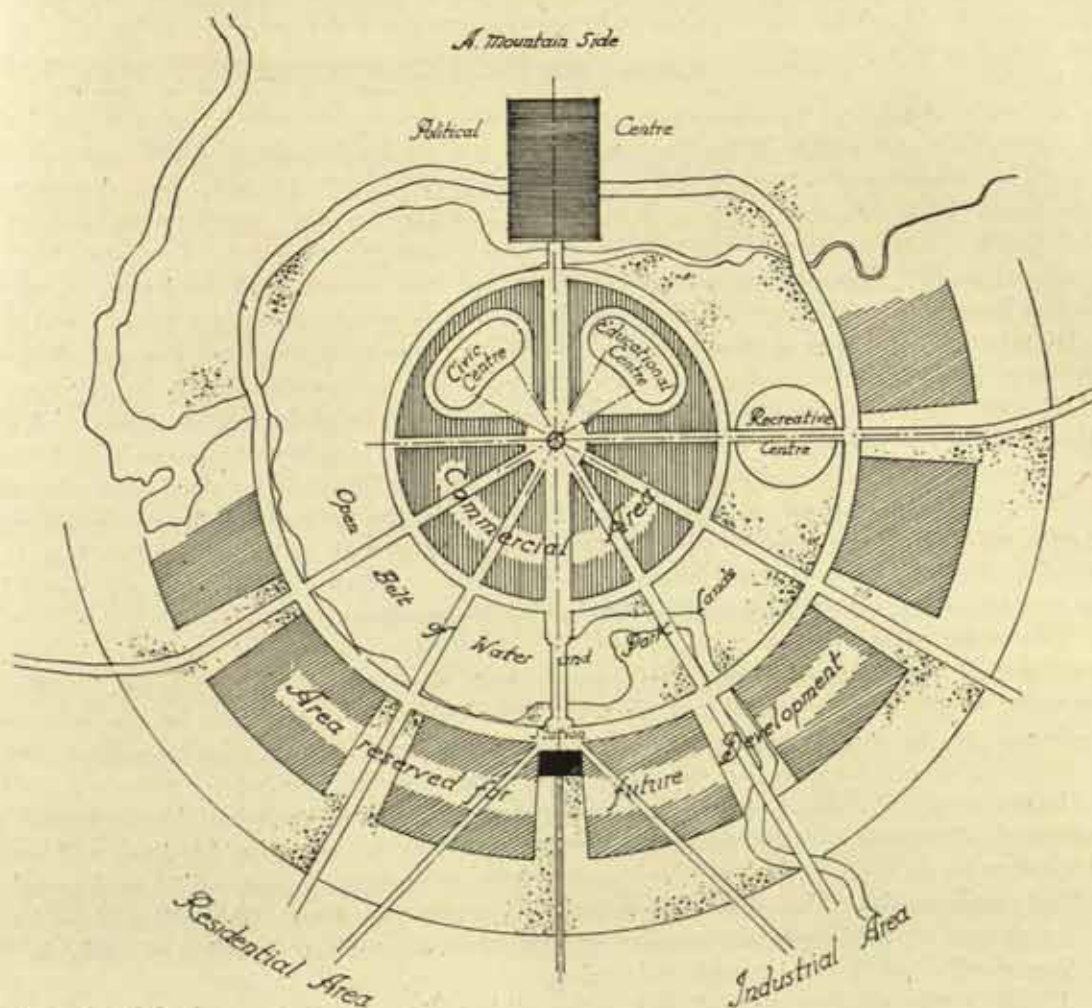 A. Mountain Side
Political Centre
Civic
Centre
Educational
Centre
Recreative
Centre
Commercial Area
Open Belt of Water and Park Lands
Station
Area reserved for future Development
Residential Area
Industrial Area